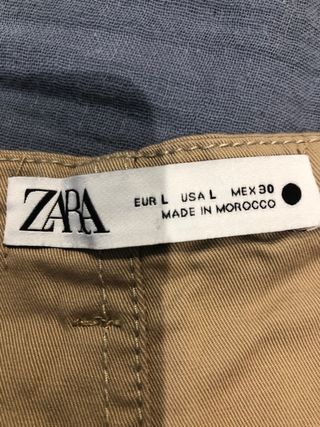 ZARA
EUR L USA L MEX 30
MADE IN MOROCCO